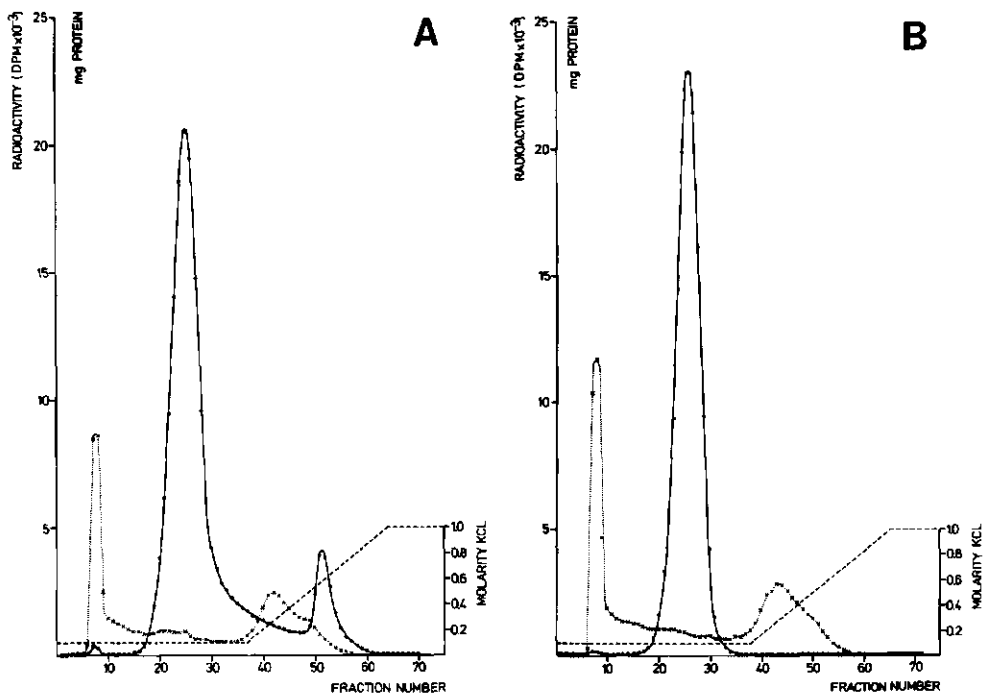 A
RADIOACTIVITY (DPM x10⁻³)
mg PROTEIN
25
20
15
10
5
1.0
0.8
0.6
0.4
0.2
MOLARITY KCL
10 20 30 40 50 60 70
FRACTION NUMBER
B
RADIOACTIVITY (DPM x10⁻³)
mg PROTEIN
25
20
15
10
5
1.0
0.8
0.6
0.4
0.2
MOLARITY KCL
10 20 30 40 50 60 70
FRACTION NUMBER